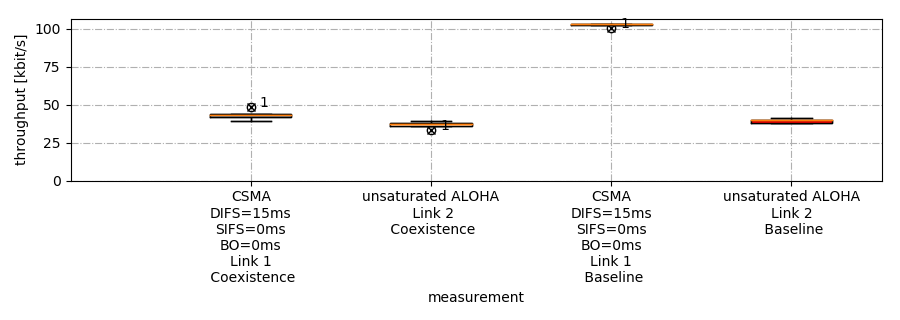 throughput [kbit/s]
100
75
50
25
0
1
1
1
CSMA
DIFS=15ms
SIFS=0ms
BO=0ms
Link 1
Coexistence
unsaturated ALOHA
Link 2
Coexistence
CSMA
DIFS=15ms
SIFS=0ms
BO=0ms
Link 1
Baseline
unsaturated ALOHA
Link 2
Baseline
measurement